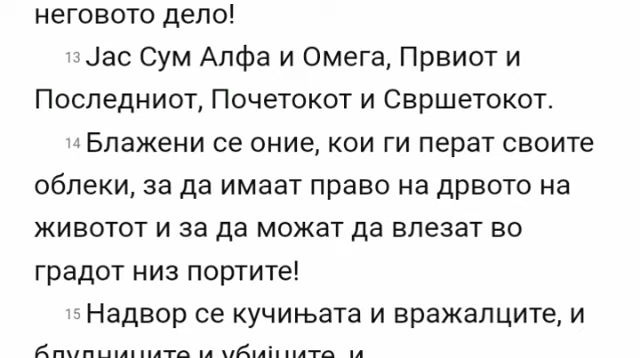 неговото дело!
13 Јас Сум Алфа и Омега, Првиот и
Последниот, Почетокот и Свршетокот.
14 Блажени се оние, кои ги перат своите
облеки, за да имаат право на дрвото на
животот и за да можат да влезат во
градот низ портите!
15 Надвор се кучињата и вражалците, и
блудниците и убијците, и